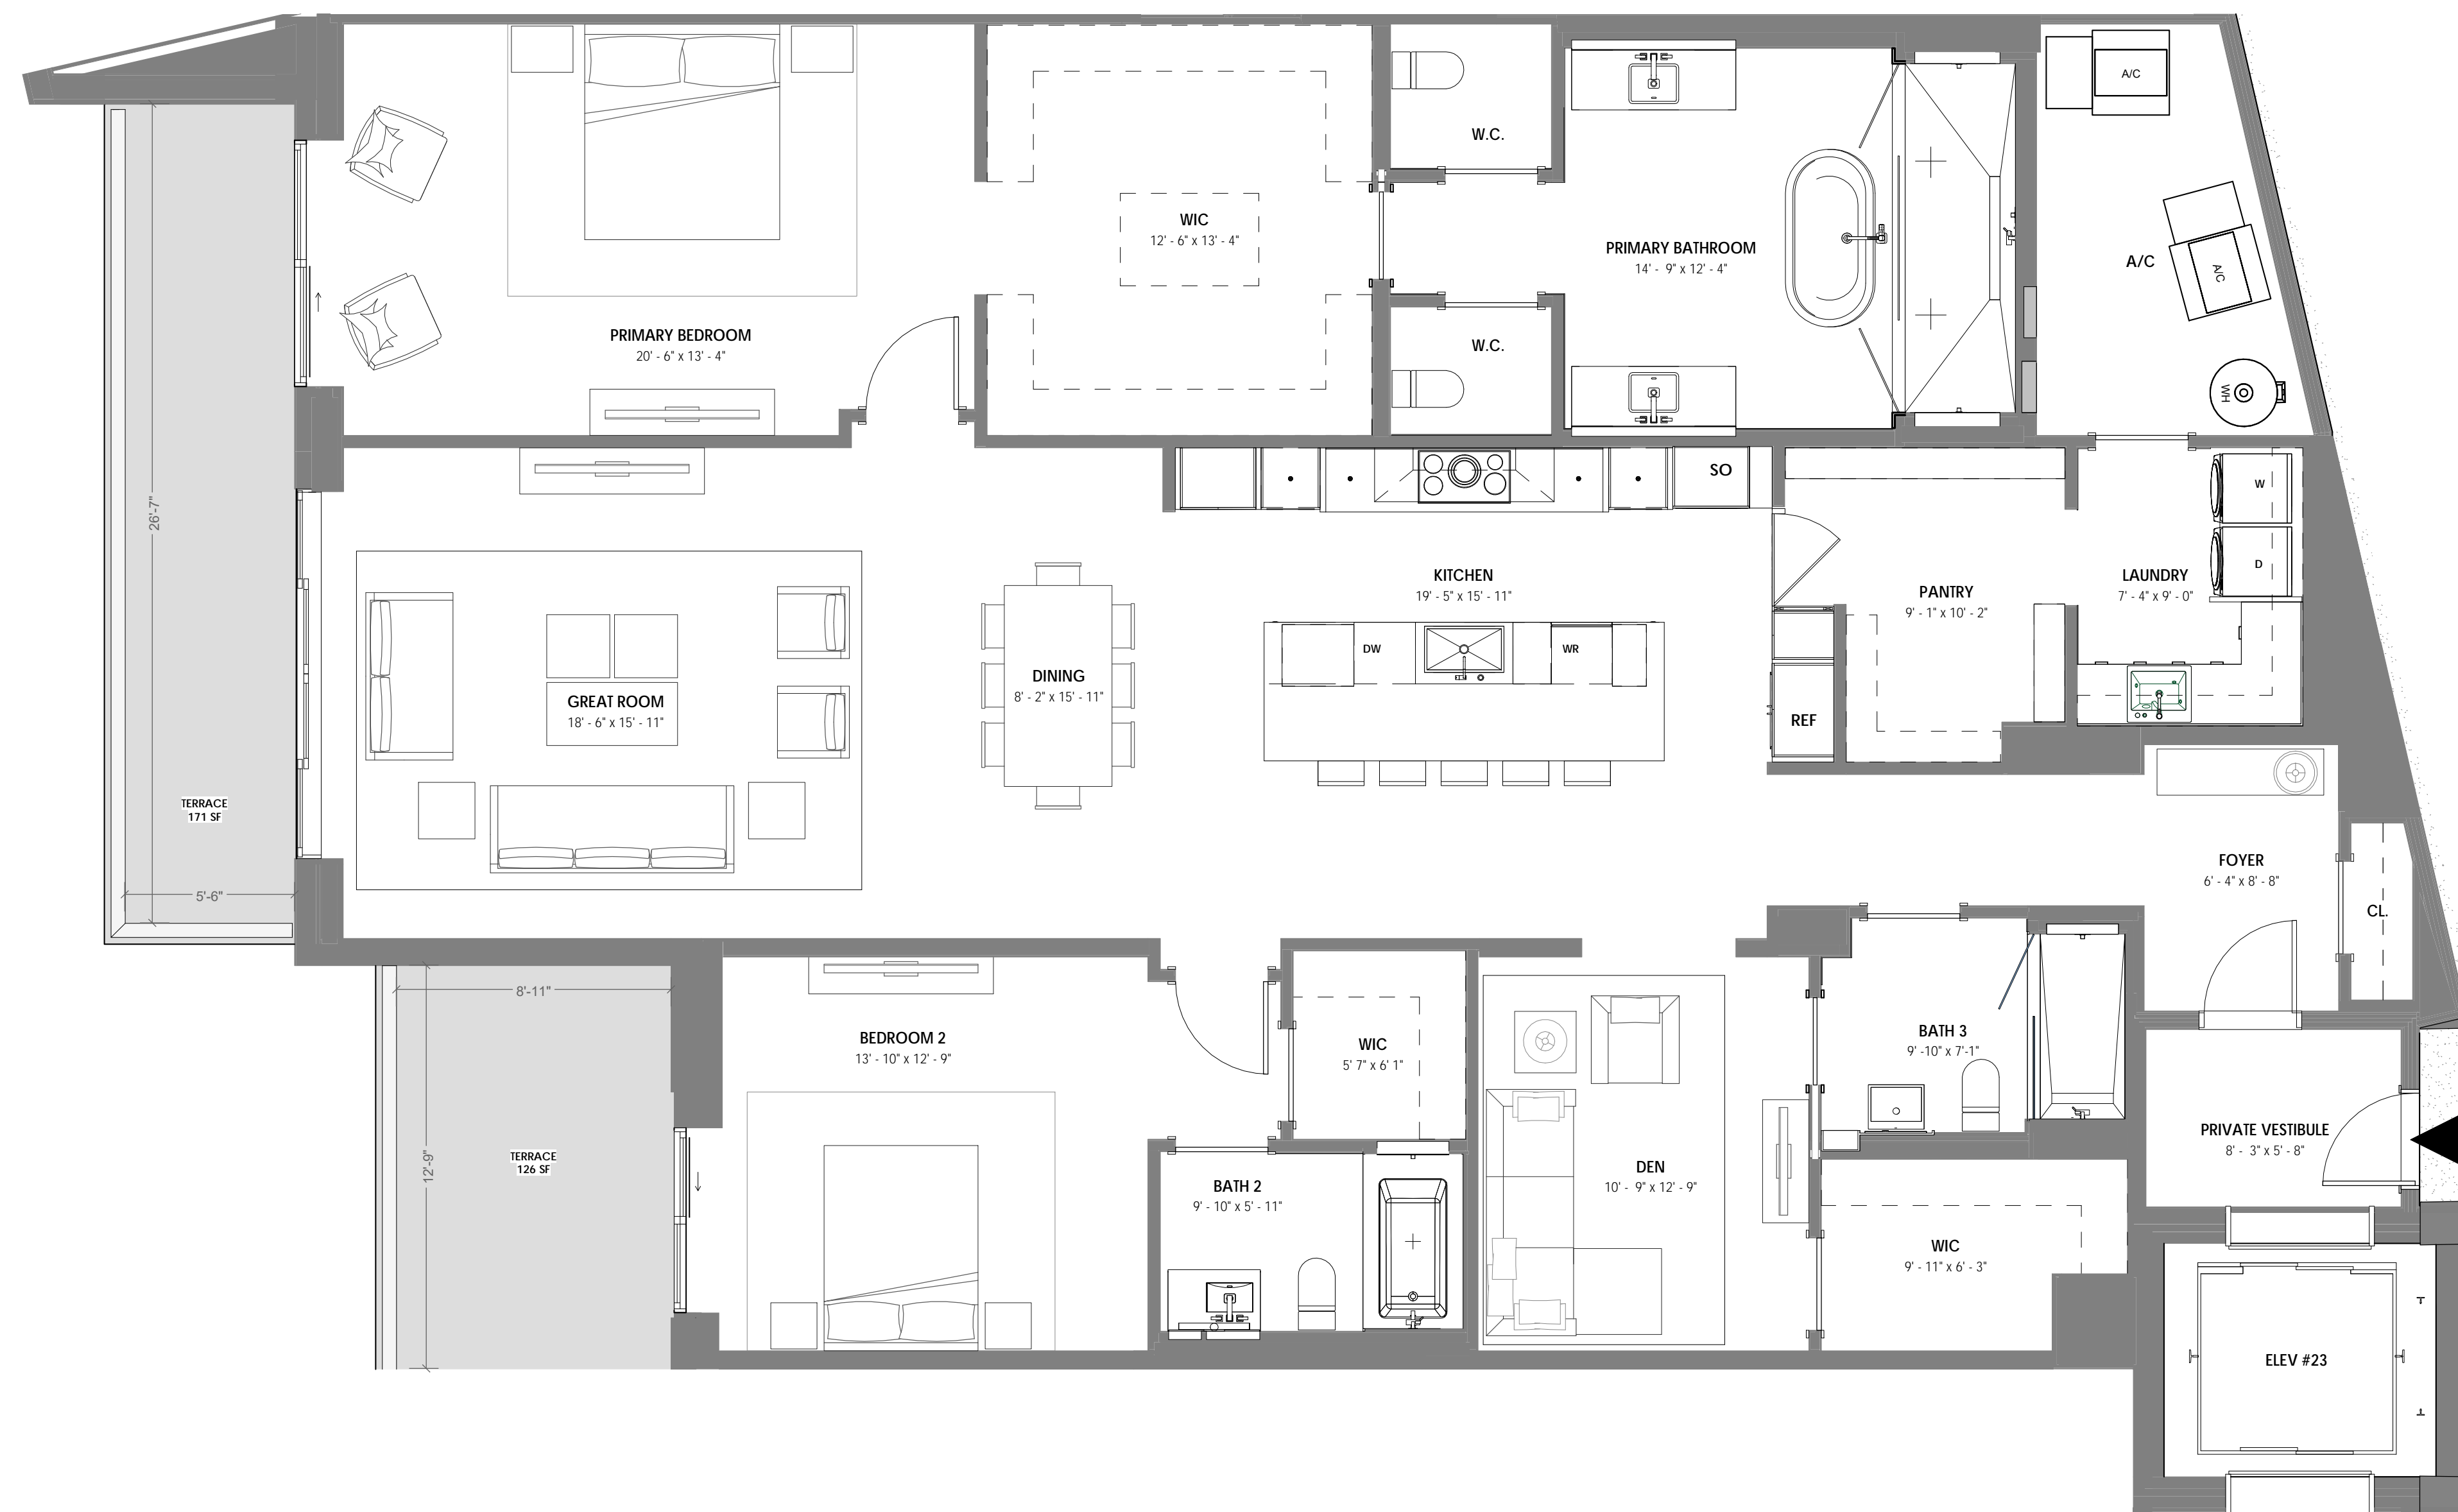 A/C
W.C.
WIC
12' - 6" x 13' - 4"
PRIMARY BATHROOM
14' - 9" x 12' - 4"
A/C
A/C
PRIMARY BEDROOM
20' - 6" x 13' - 4"
W.C.
WH
SO
W
26'-7"
D
KITCHEN
19' - 5" x 15' - 11"
PANTRY
9' - 1" x 10' - 2"
LAUNDRY
7' - 4" x 9' - 0"
DW
WR
DINING
8' - 2" x 15' - 11"
GREAT ROOM
18' - 6" x 15' - 11"
REF
TERRACE
171 SF
5'-6"
FOYER
6' - 4" x 8' - 8"
CL.
8'-11"
BEDROOM 2
13' - 10" x 12' - 9"
WIC
5' 7" x 6' 1"
BATH 3
9' -10" x 7'-1"
PRIVATE VESTIBULE
8' - 3" x 5' - 8"
12'-9"
TERRACE
126 SF
DEN
10' - 9" x 12' - 9"
BATH 2
9' - 10" x 5' - 11"
WIC
9' - 11" x 6' - 3"
ELEV #23